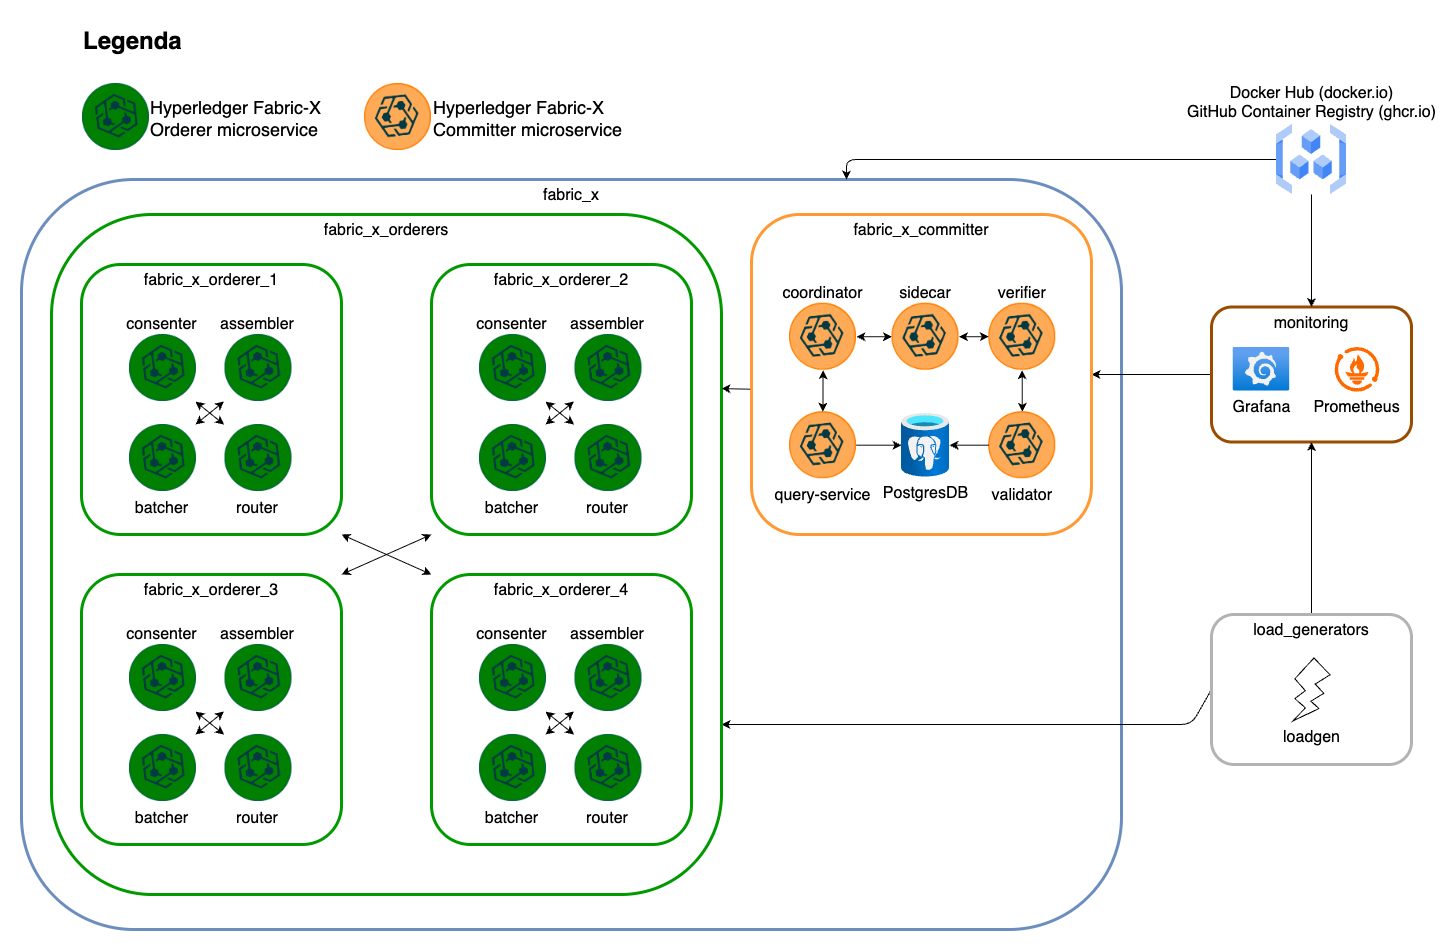 Legenda
Hyperledger Fabric-X
Orderer microservice
Hyperledger Fabric-X
Committer microservice
Docker Hub (docker.io)
GitHub Container Registry (ghcr.io)
fabric_x
fabric_x_orderers
fabric_x_orderer_1
consenter
assembler
batcher
router
fabric_x_orderer_2
consenter
assembler
batcher
router
fabric_x_orderer_3
consenter
assembler
batcher
router
fabric_x_orderer_4
consenter
assembler
batcher
router
fabric_x_committer
coordinator
sidecar
verifier
query-service
PostgresDB
validator
monitoring
Grafana
Prometheus
load_generators
loadgen